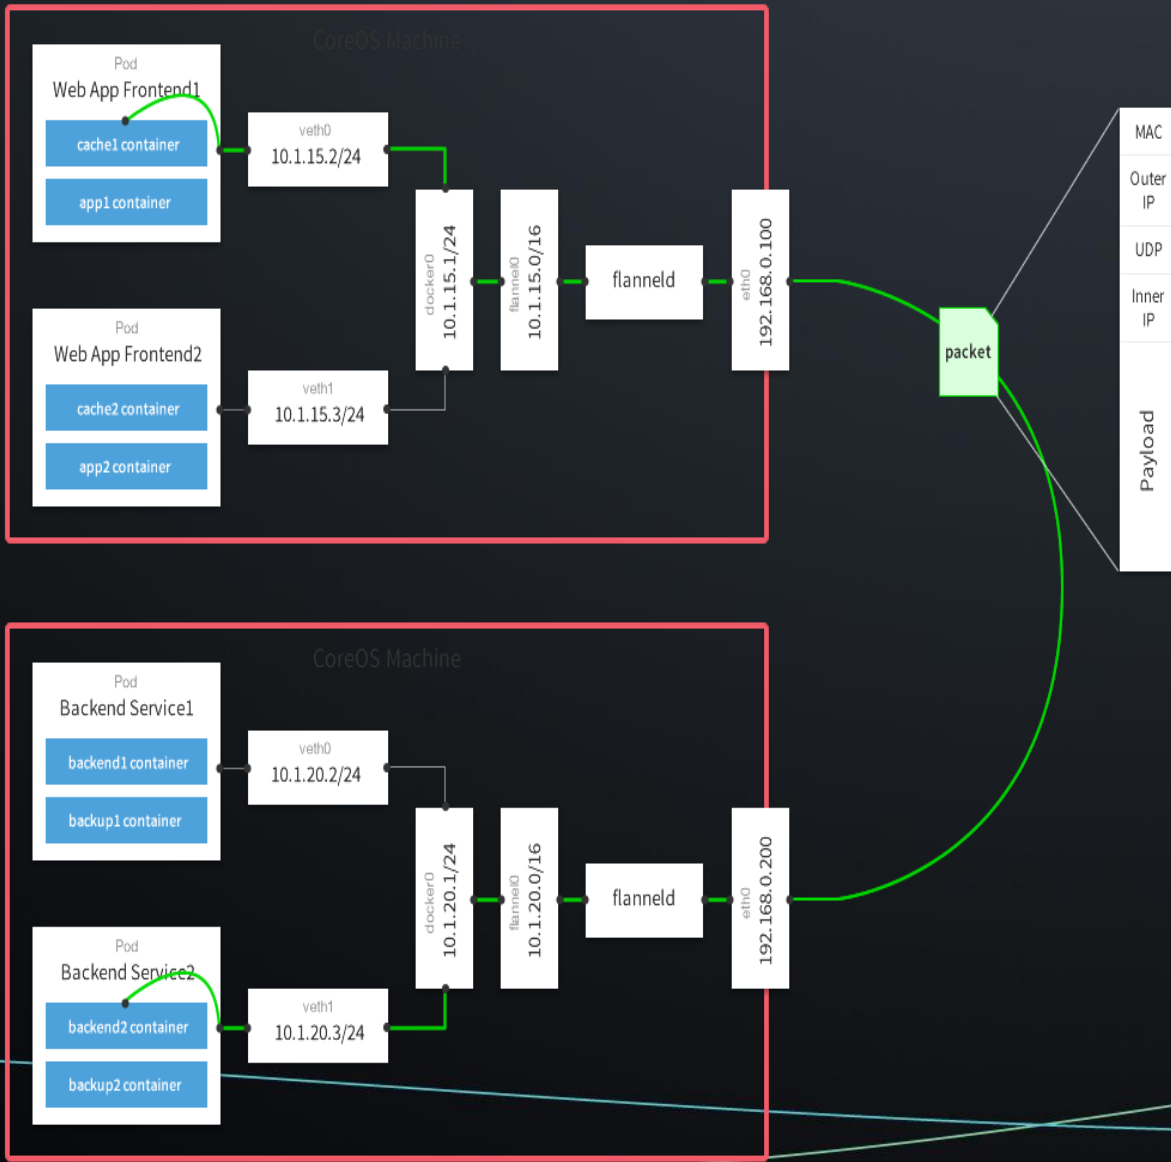 CoreOS Machine
Pod
Web App Frontend1
cache1 container
app1 container
veth0
10.1.15.2/24
Pod
Web App Frontend2
cache2 container
app2 container
veth1
10.1.15.3/24
docker0
10.1.15.1/24
flannel0
10.1.15.0/16
flanneld
eth0
192.168.0.100
packet
MAC
Outer
IP
UDP
Inner
IP
Payload
CoreOS Machine
Pod
Backend Service1
backend1 container
backup1 container
veth0
10.1.20.2/24
Pod
Backend Service2
backend2 container
backup2 container
veth1
10.1.20.3/24
docker0
10.1.20.1/24
flannel0
10.1.20.0/16
flanneld
eth0
192.168.0.200